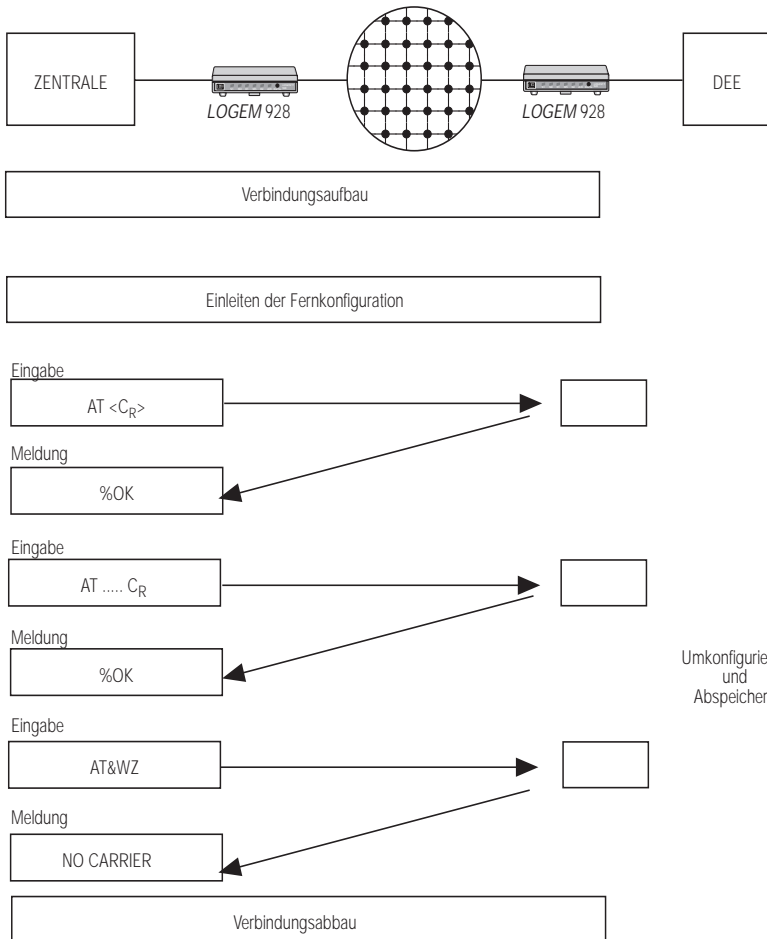 ZENTRALE
DEE
LOGEM 928
LOGEM 928
Verbindungsaufbau
Einleiten der Fernkonfiguration
Eingabe
AT <CR>
Meldung
%OK
Eingabe
AT ..... CR
Meldung
%OK
Umkonfigurie
und
Abspeicher
Eingabe
AT&WZ
Meldung
NO CARRIER
Verbindungsabbau